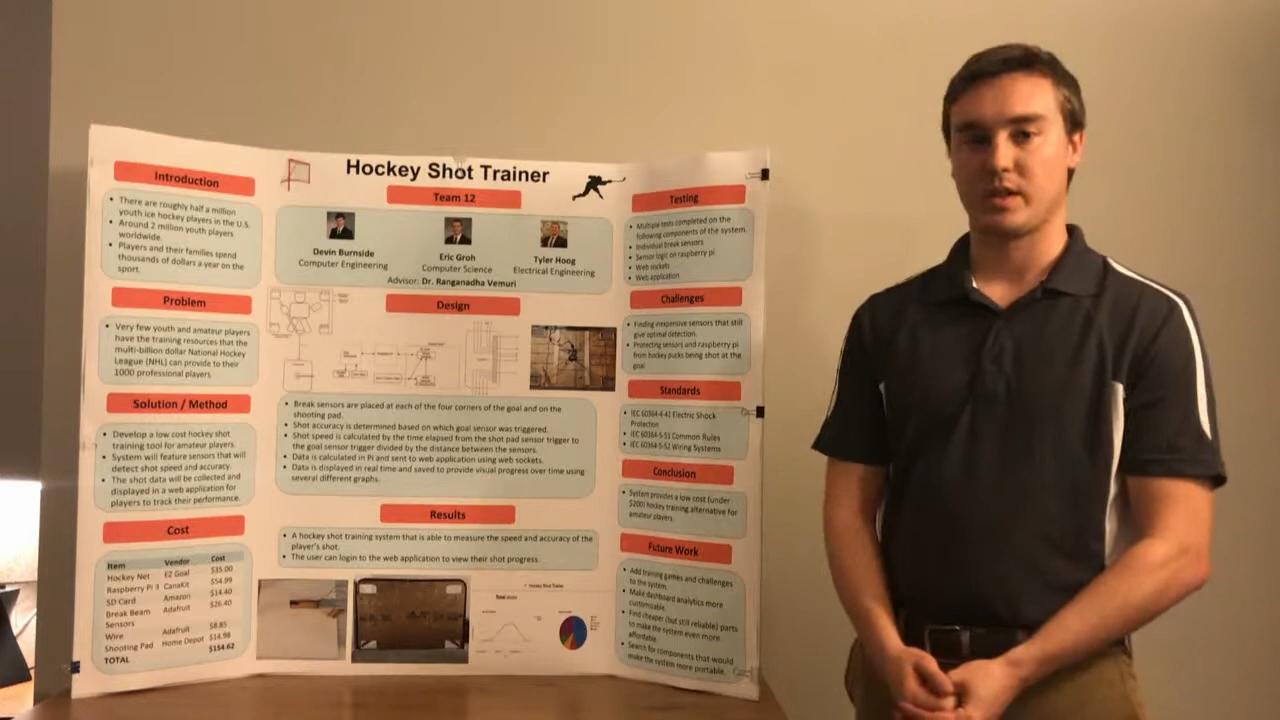 Hockey Shot Trainer
Team 12
Devin Burnside
Computer Engineering
Eric Groh
Computer Science
Tyler Hoog
Electrical Engineering
Advisor: Dr. Ranganadha Vemuri
Introduction
• There are roughly half a million
youth ice hockey players in the U.S.
• Around 2 million youth players
worldwide.
• Players and their families spend
thousands of dollars a year on the
sport.
Problem
• Very few youth and amateur players
have the training resources that the
multi-billion dollar National Hockey
League (NHL) can provide to their
1000 professional players
Solution / Method
• Develop a low cost hockey shot
training tool for amateur players.
• System will feature sensors that will
detect shot speed and accuracy.
• The shot data will be collected and
displayed in a web application for
players to track their performance.
Cost
Item Vendor Cost
Hockey Net EZ Goal $35.00
Raspberry Pi 3 CanaKit $54.99
SD Card Amazon $14.40
Break Beam Adafruit $26.40
Sensors
Wire Adafruit $8.85
Shooting Pad Home Depot $14.98
TOTAL $154.62
Design
• Break sensors are placed at each of the four corners of the goal and on the
shooting pad.
• Shot accuracy is determined based on which goal sensor was triggered.
• Shot speed is calculated by the time elapsed from the shot pad sensor trigger to
the goal sensor trigger divided by the distance between the sensors.
• Data is calculated in Pi and sent to web application using web sockets.
• Data is displayed in real time and saved to provide visual progress over time using
several different graphs.
Results
• A hockey shot training system that is able to measure the speed and accuracy of the
player's shot.
• The user can login to the web application to view their shot progress.
Hockey Shot Trainer
Testing
• Multiple tests completed on the
following components of the system.
• Individual break sensors
• Sensor logic on raspberry pi
• Web sockets
• Web application
Challenges
• Finding inexpensive sensors that still
give optimal detection.
• Protecting sensors and raspberry pi
from hockey pucks being shot at the
goal
Standards
• IEC 60364-4-41 Electric Shock
Protection
• IEC 60364-5-51 Common Rules
• IEC 60364-5-52 Wiring Systems
Conclusion
• System provides a low cost (under
$200) hockey training alternative for
amateur players.
Future Work
• Add training games and challenges
to the system.
• Make dashboard analytics more
customizable.
• Find cheaper (but still reliable) parts
to make the system even more
affordable.
• Search for components that would
make the system more portable.